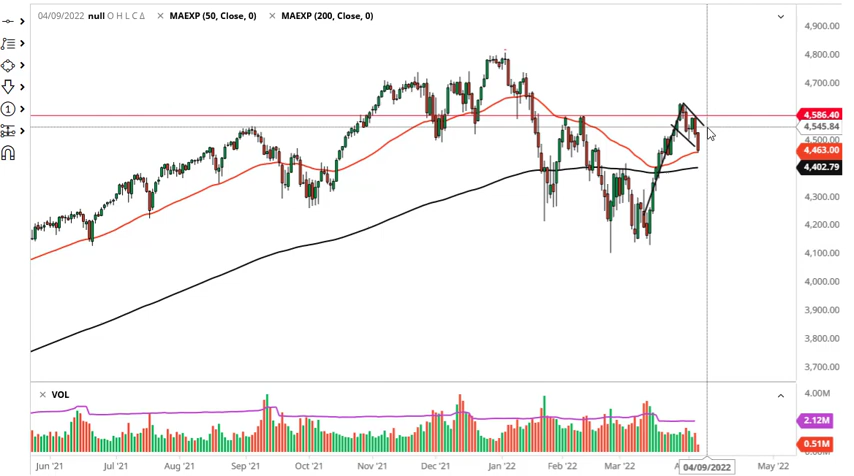 04/09/2022 null O H L C Δ × MAEXP (50, Close, 0) × MAEXP (200, Close, 0)
4,900.00
4,800.00
4,700.00
4,586.40
4,545.84
4,500.00
4,463.00
4,402.79
4,300.00
4,200.00
4,100.00
4,000.00
3,900.00
3,800.00
3,700.00
× VOL
4.00M
2.12M
0.51M
Jun '21 Jul '21 Aug '21 Sep '21 Oct '21 Nov '21 Dec '21 Jan '22 Feb '22 Mar '22 04/09/2022 May '22